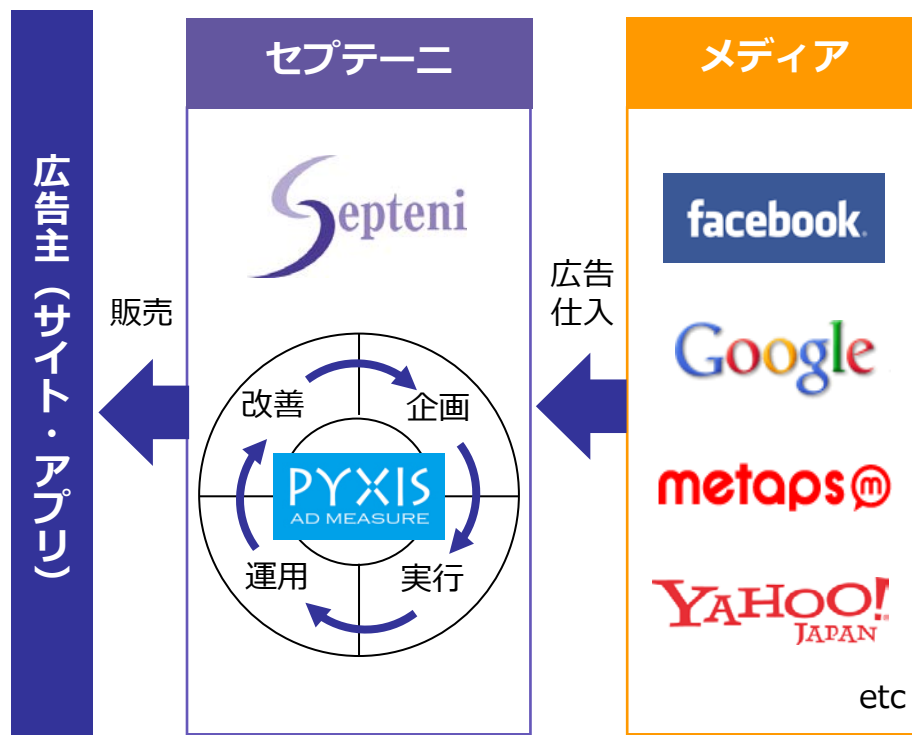 広告主（サイト・アプリ）
販売
セプテーニ
Septeni
改善
企画
PYXIS
AD MEASURE
運用
実行
広告
仕入
メディア
facebook.
Google
metaps m
YAHOO!
JAPAN
etc